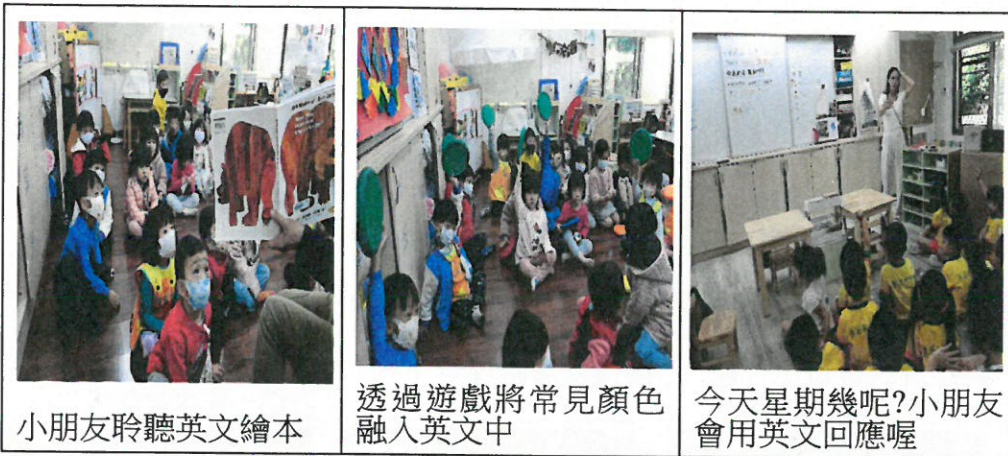 小朋友聆聽英文繪本
透過遊戲將常見顏色
融入英文中
今天星期幾呢?小朋友
會用英文回應喔